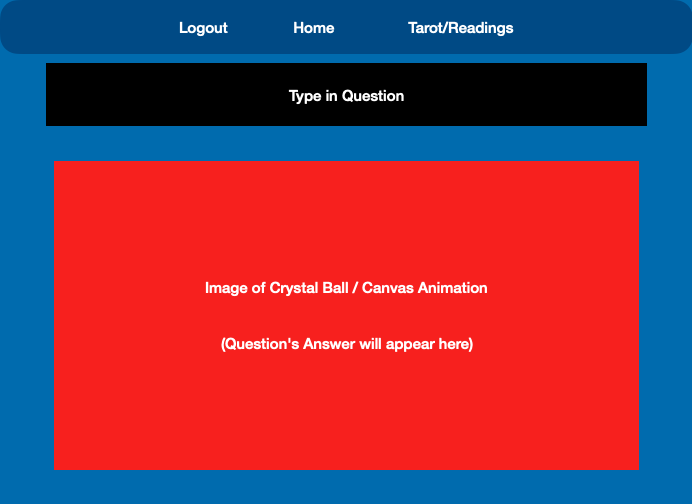 Logout Home Tarot/Readings
Type in Question
Image of Crystal Ball / Canvas Animation
(Question's Answer will appear here)